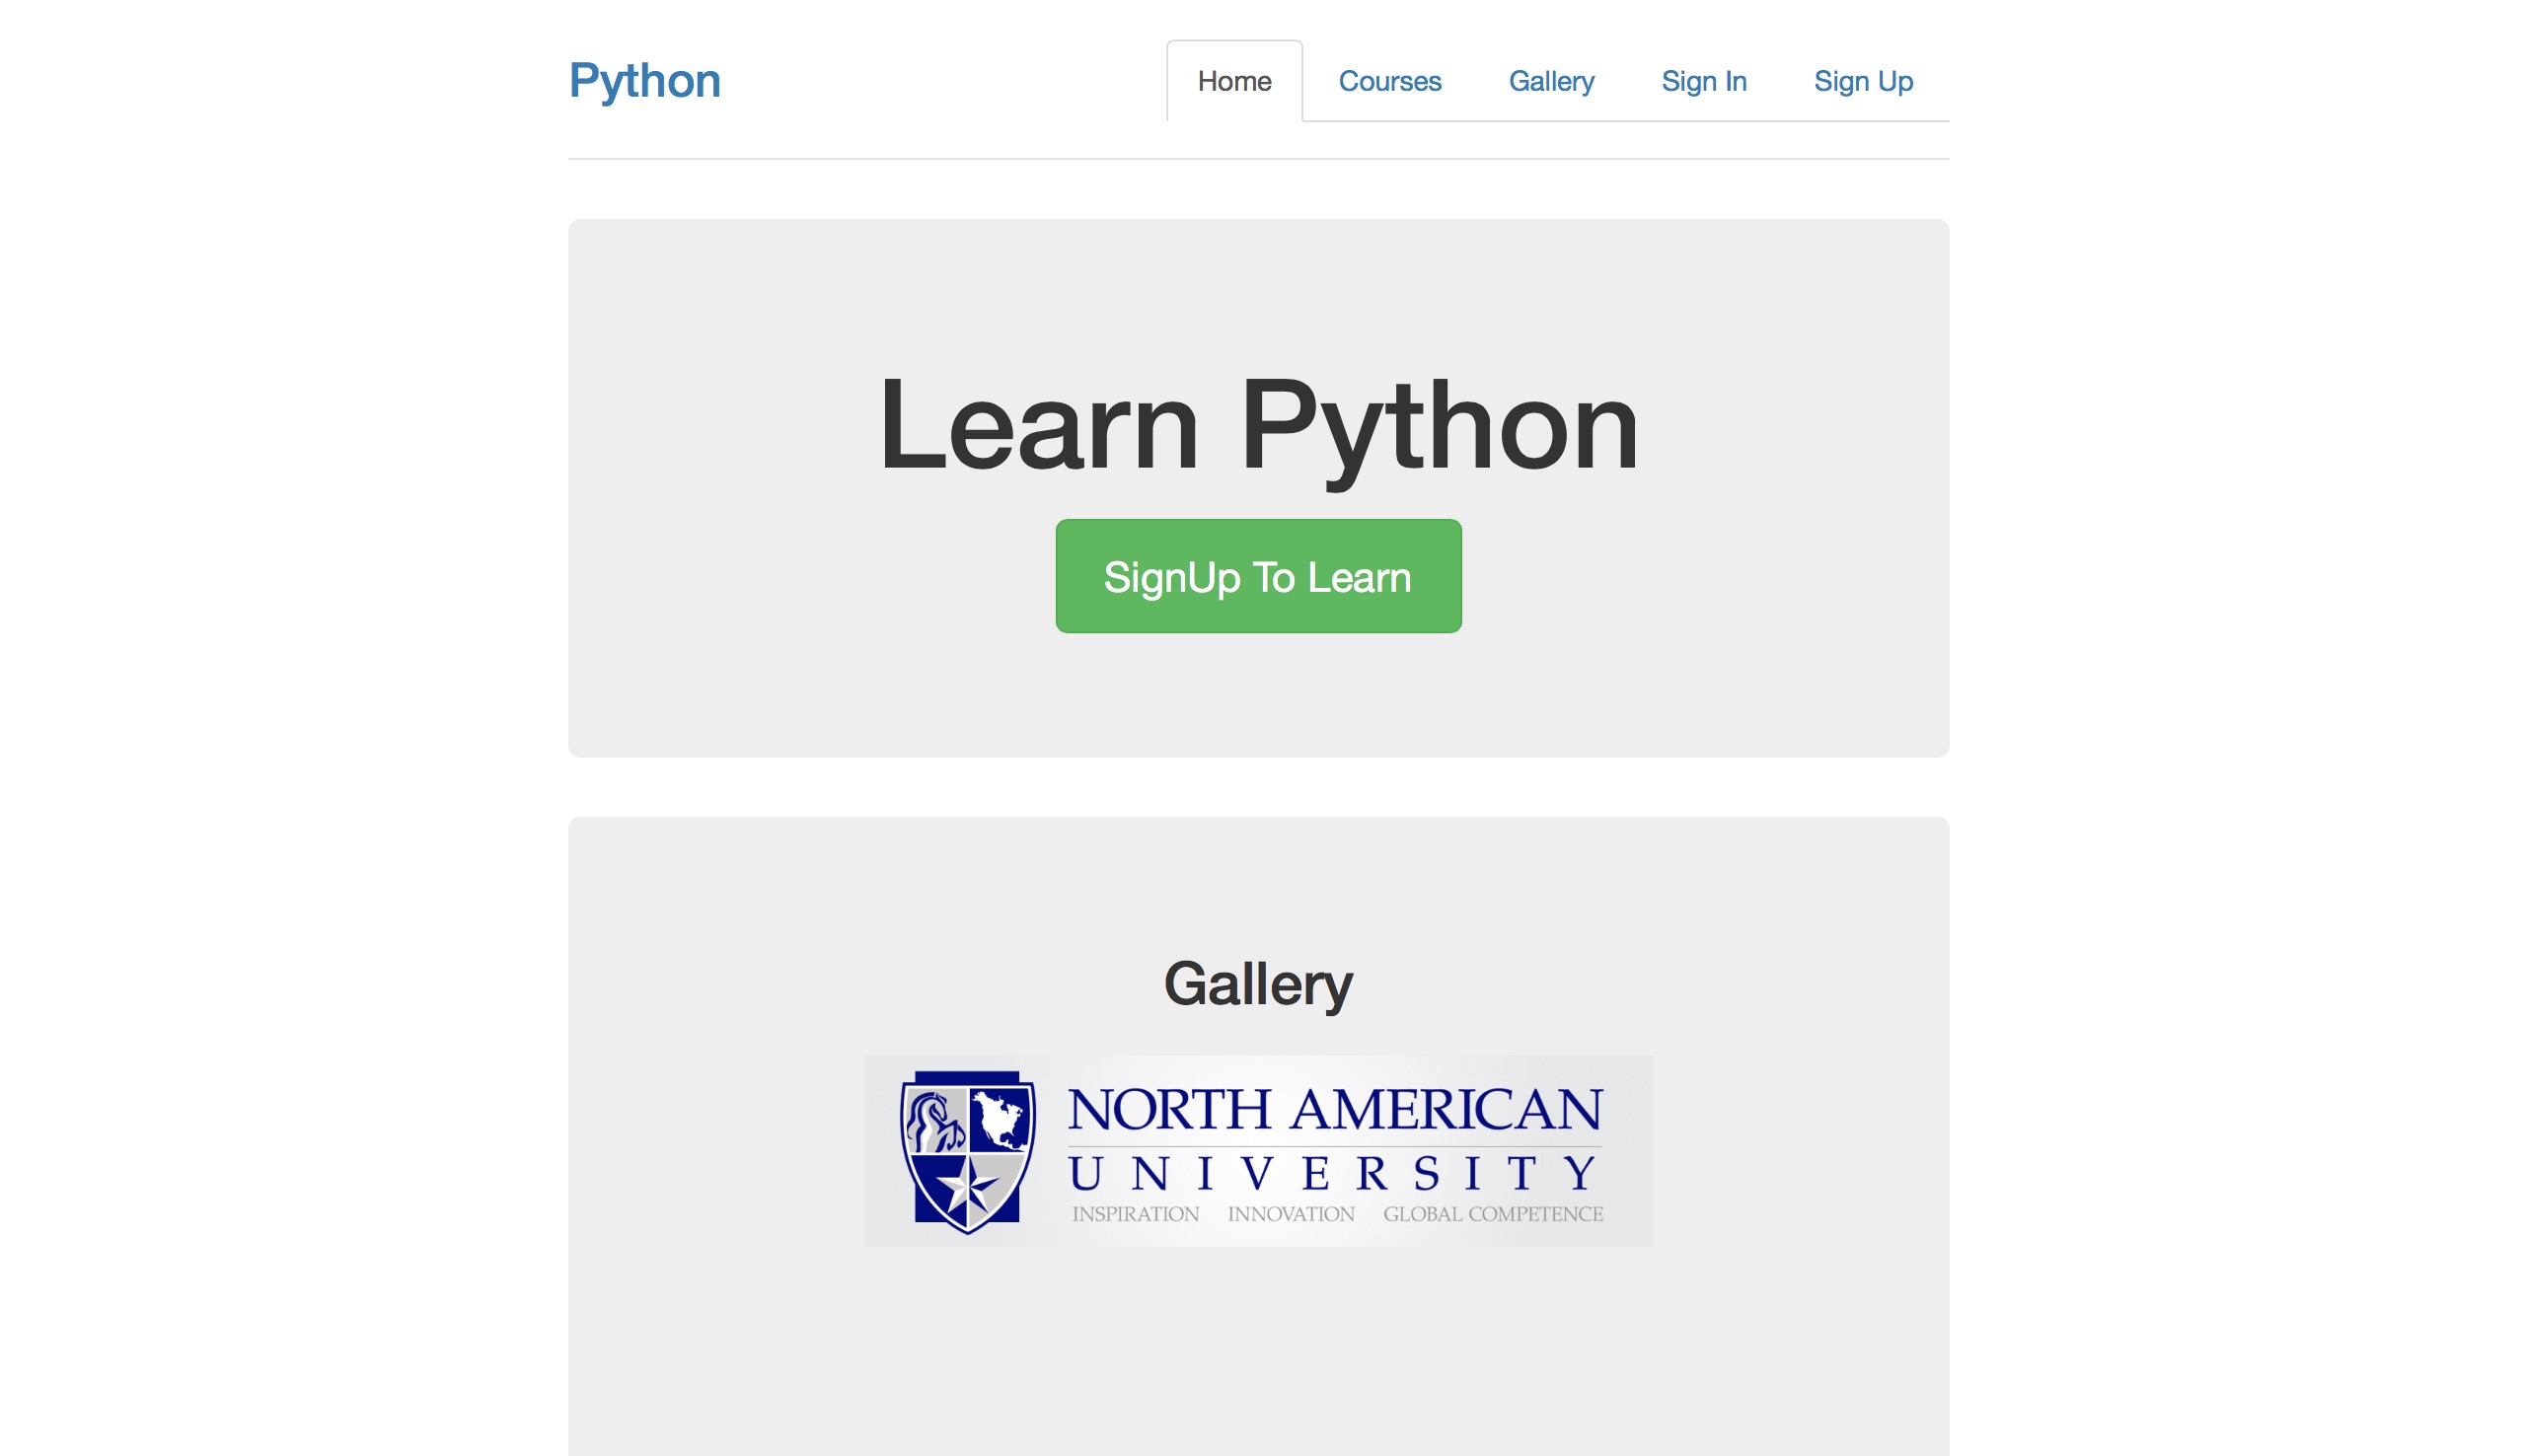 Python
Home Courses Gallery Sign In Sign Up
Learn Python
SignUp To Learn
Gallery
NORTH AMERICAN
UNIVERSITY
INSPIRATION INNOVATION GLOBAL COMPETENCE